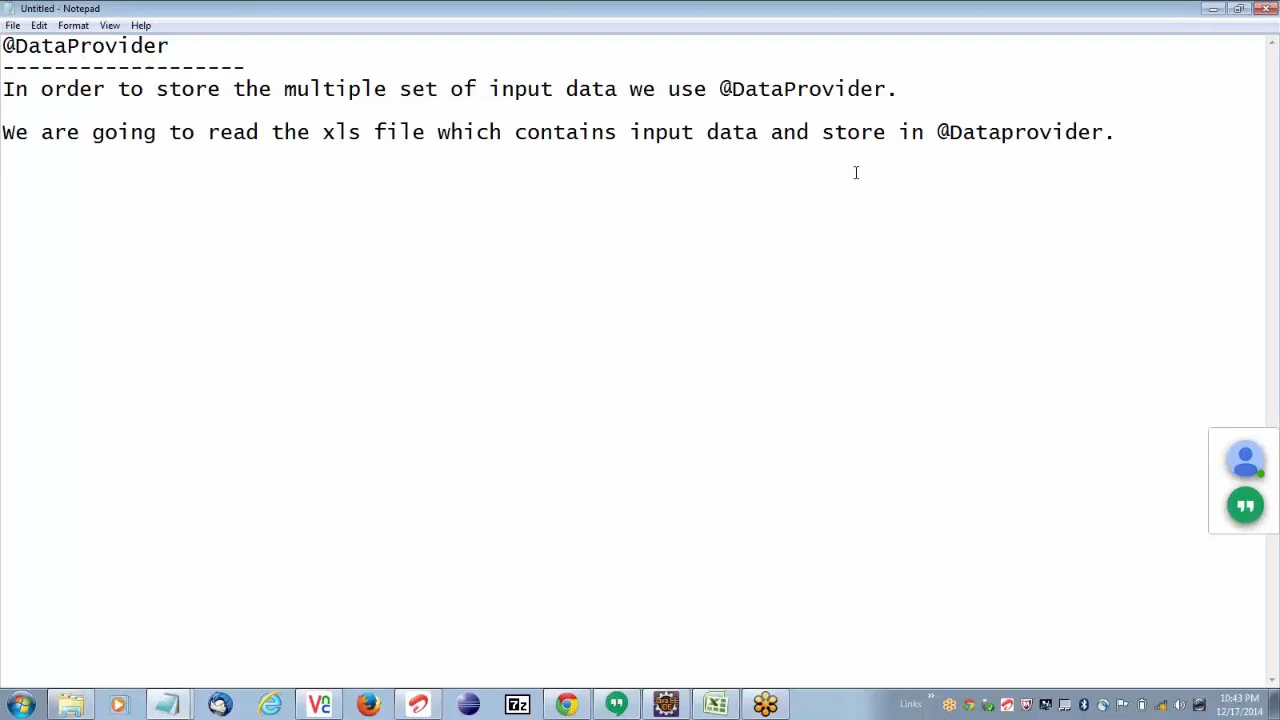 Untitled - Notepad
File Edit Format View Help
@DataProvider
-------------------
In order to store the multiple set of input data we use @DataProvider.
We are going to read the xls file which contains input data and store in @Dataprovider.
Links
10:43 PM
12/17/2014